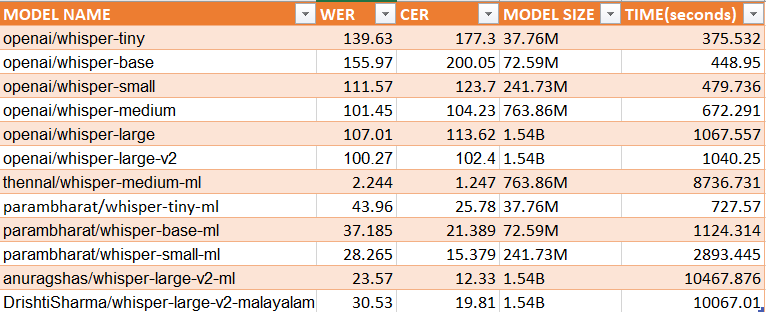 MODEL NAME WER CER MODEL SIZE TIME(seconds)
openai/whisper-tiny 139.63 177.3 37.76M 375.532
openai/whisper-base 155.97 200.05 72.59M 448.95
openai/whisper-small 111.57 123.7 241.73M 479.736
openai/whisper-medium 101.45 104.23 763.86M 672.291
openai/whisper-large 107.01 113.62 1.54B 1067.557
openai/whisper-large-v2 100.27 102.4 1.54B 1040.25
thennal/whisper-medium-ml 2.244 1.247 763.86M 8736.731
parambharat/whisper-tiny-ml 43.96 25.78 37.76M 727.57
parambharat/whisper-base-ml 37.185 21.389 72.59M 1124.314
parambharat/whisper-small-ml 28.265 15.379 241.73M 2893.445
anuragshas/whisper-large-v2-ml 23.57 12.33 1.54B 10467.876
DrishtiSharma/whisper-large-v2-malayalam 30.53 19.81 1.54B 10067.01